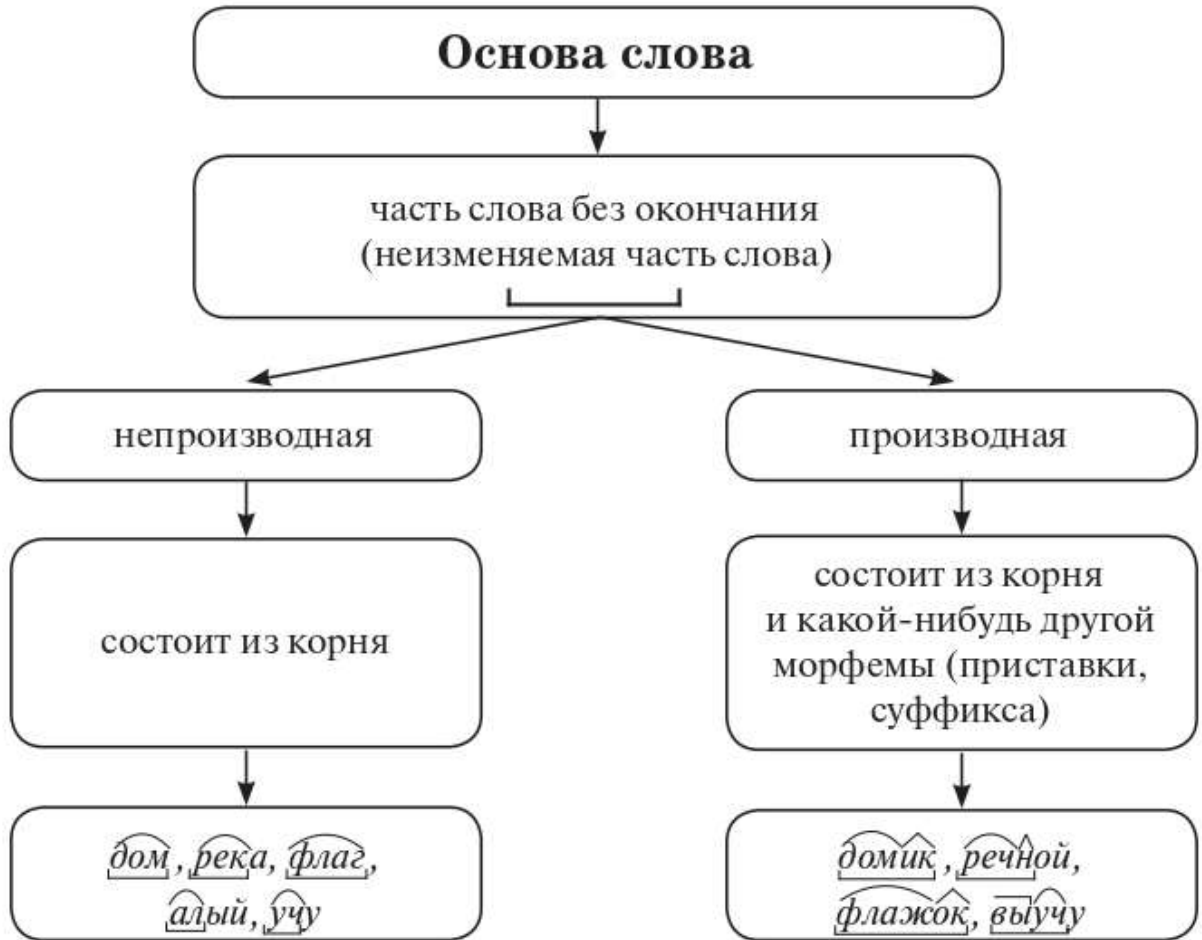 Основа слова
часть слова без окончания
(неизменяемая часть слова)
непроизводная
производная
состоит из корня
состоит из корня
и какой-нибудь другой
морфемы (приставки,
суффикса)
дом, река, флаг,
алый, учу
домик, речной,
флажок, выучу